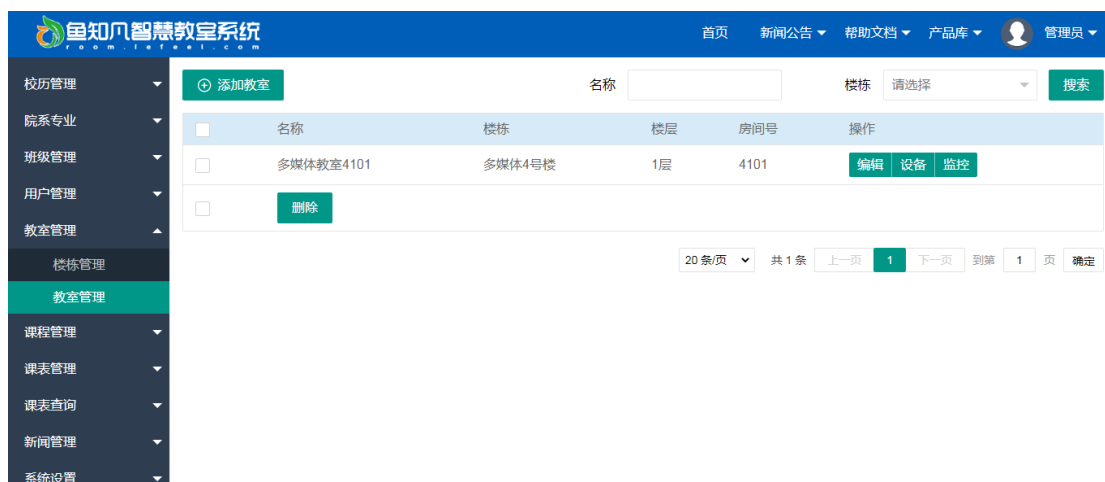 鱼知凡智慧教室系统
room.lefeel.com
首页 新闻公告 帮助文档 产品库 管理员
校历管理
院系专业
班级管理
用户管理
教室管理
楼栋管理
教室管理
课程管理
课表管理
课表查询
新闻管理
系统设置
添加教室 名称 楼栋 请选择 搜索
名称 楼栋 楼层 房间号 操作
多媒体教室4101 多媒体4号楼 1层 4101 编辑 设备 监控
删除
20 条/页 共 1 条 上一页 1 下一页 到第 1 页 确定